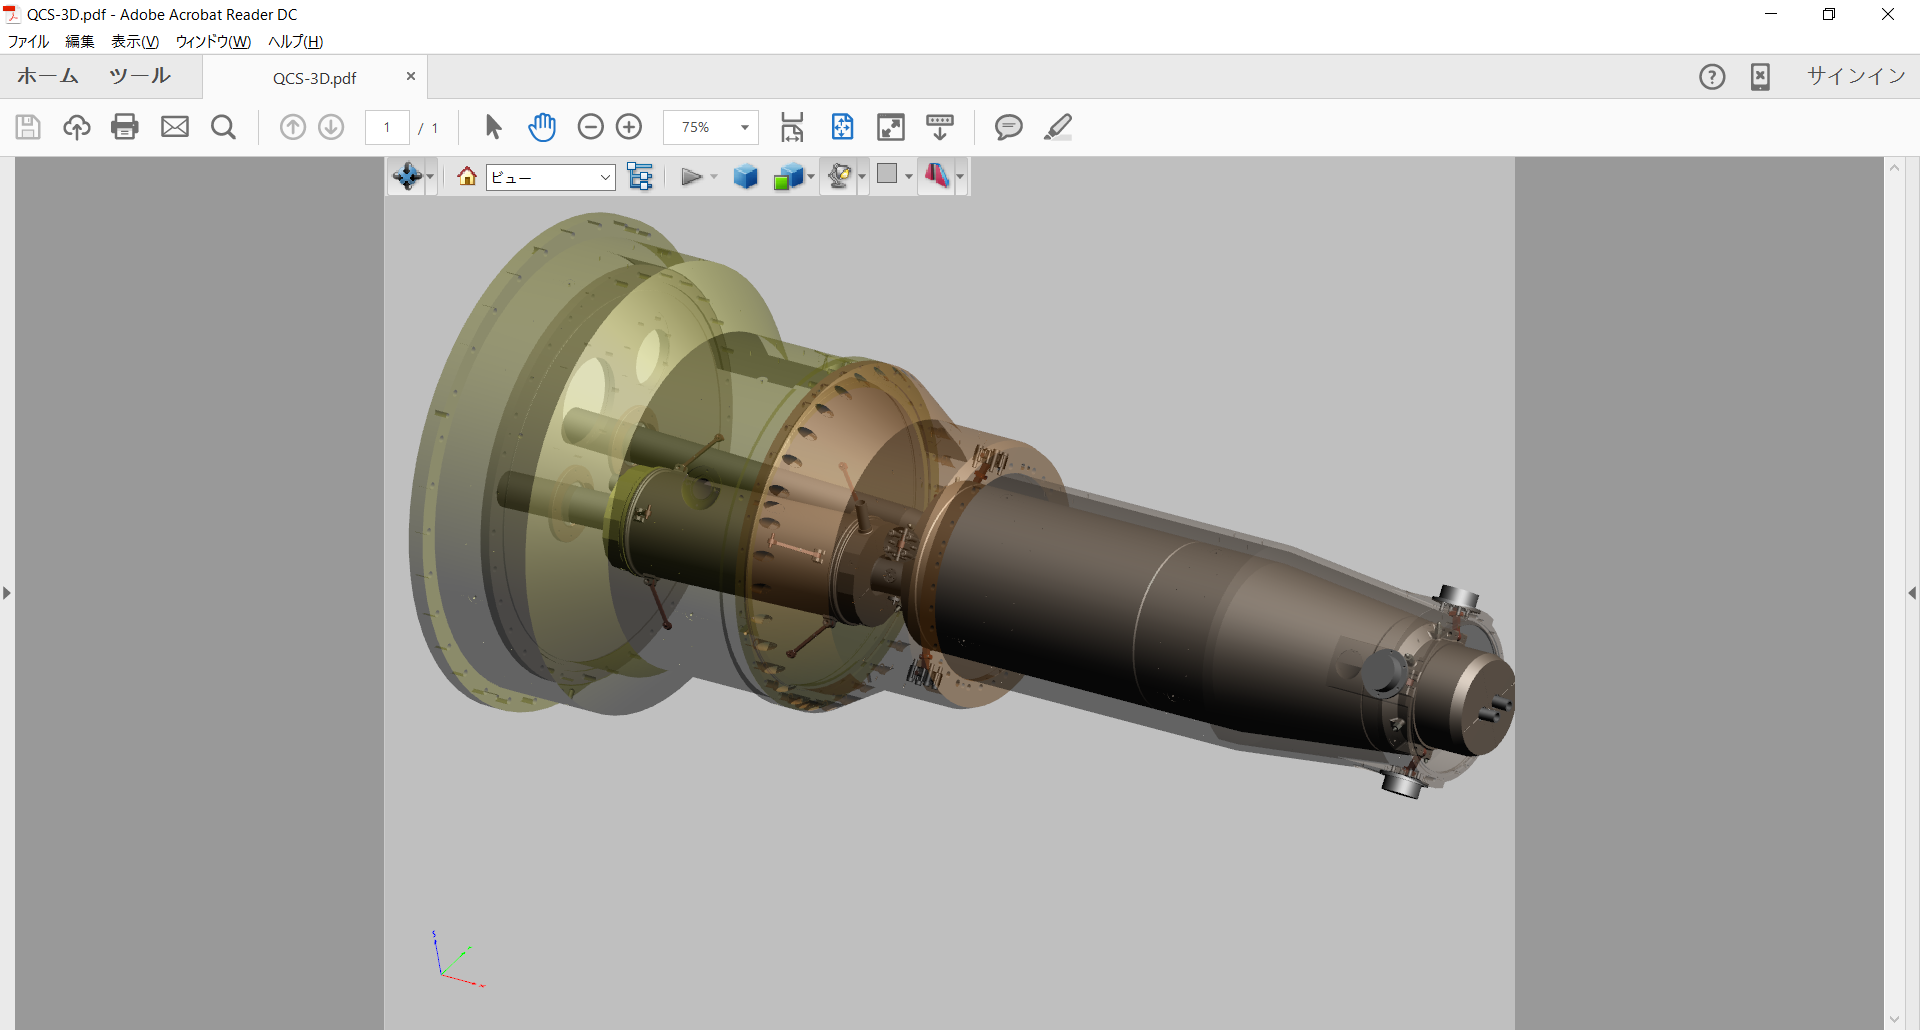 QCS-3D.pdf - Adobe Acrobat Reader DC
ファイル 編集 表示(V) ウィンドウ(W) ヘルプ(H)
ホーム ツール QCS-3D.pdf × サインイン
1 / 1 75%
ビュー